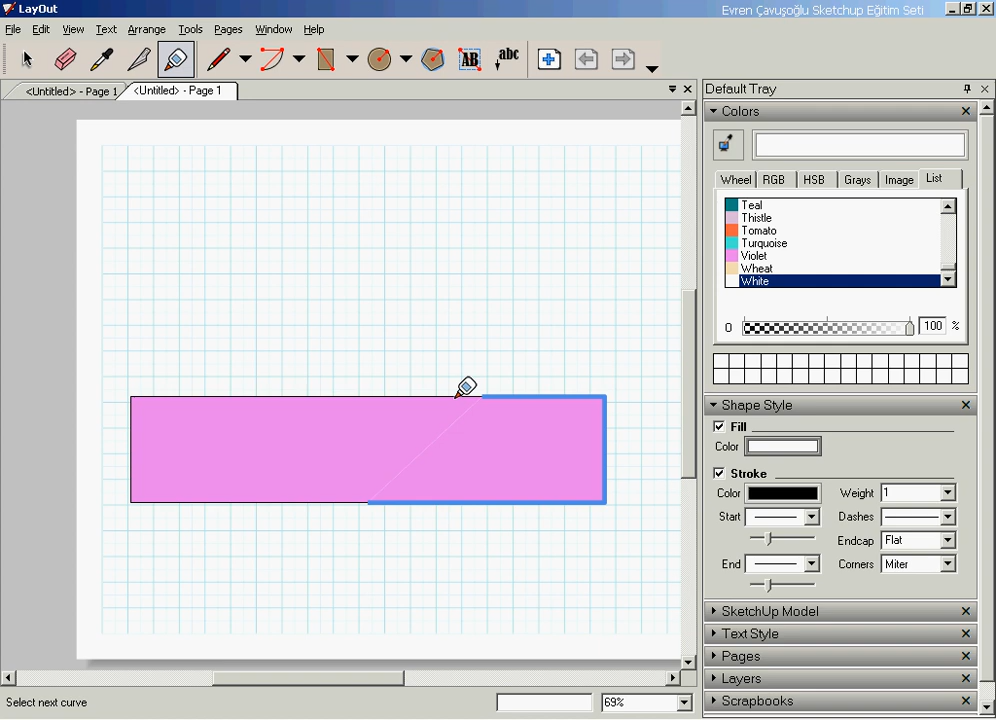 LayOut
Evren Çavuşoğlu Sketchup Eğitim Seti
File Edit View Text Arrange Tools Pages Window Help
AB abc
<Untitled> - Page 1
<Untitled> - Page 1
Default Tray
Colors
Wheel RGB HSB Grays Image List
Teal
Thistle
Tomato
Turquoise
Violet
Wheat
White
0 100 %
Shape Style
Fill
Color
Stroke
Color Weight 1
Start Dashes
Endcap Flat
End Corners Miter
SketchUp Model
Text Style
Pages
Layers
Scrapbooks
Select next curve
69%